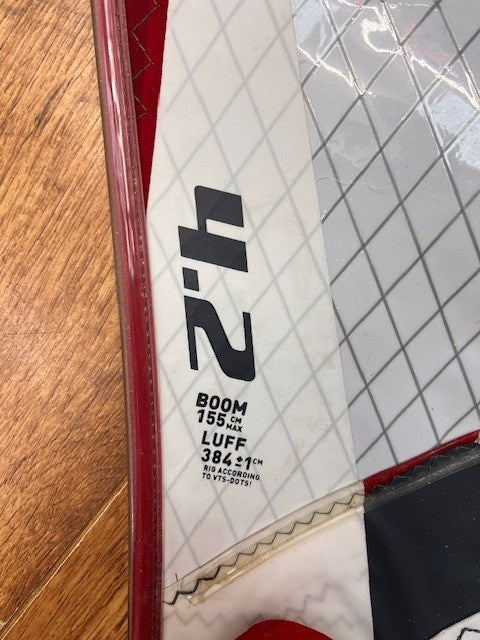 4.2
BOOM
155 CM MAX
LUFF
384±1 CM
RIG ACCORDING
TO VTS-DOTS!